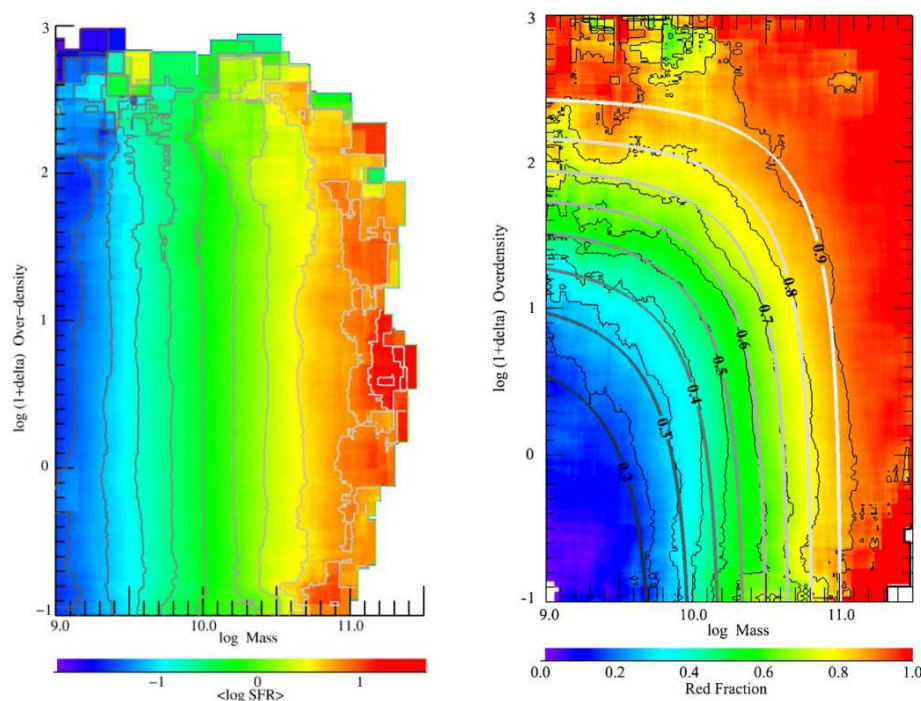 3
2
1
0
−1
log (1+delta) Over-density
9.0 10.0 11.0
log Mass
−1 0 1
<log SFR>
3
2
1
0
-1
log (1+delta) Overdensity
0.9
0.8
0.7
0.6
0.5
0.4
0.3
0.2
9.0 10.0 11.0
log Mass
0.0 0.2 0.4 0.6 0.8 1.0
Red Fraction